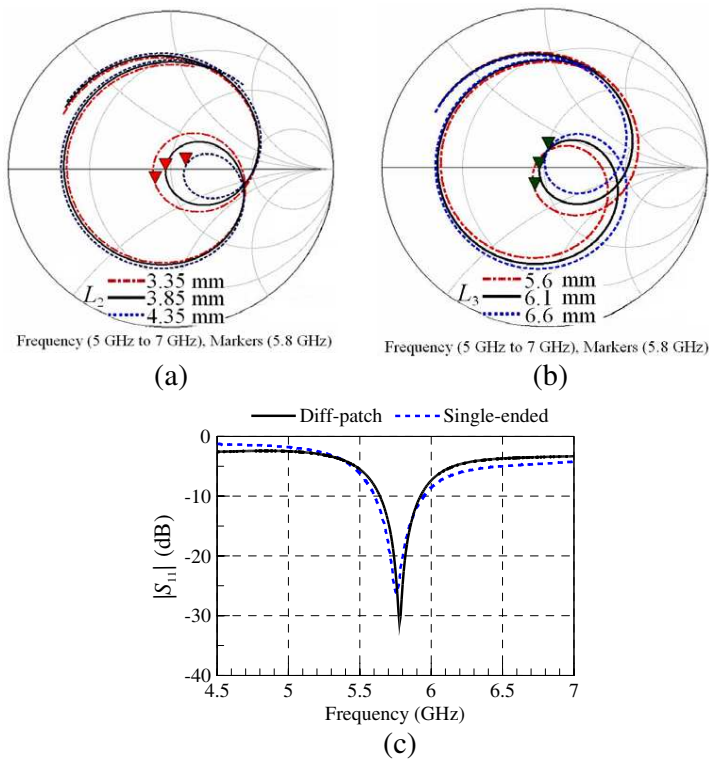 L2
3.35 mm
3.85 mm
4.35 mm
Frequency (5 GHz to 7 GHz), Markers (5.8 GHz)
(a)
L3
5.6 mm
6.1 mm
6.6 mm
Frequency (5 GHz to 7 GHz), Markers (5.8 GHz)
(b)
Diff-patch Single-ended
|S11| (dB)
0
-10
-20
-30
-40
4.5 5 5.5 6 6.5 7
Frequency (GHz)
(c)